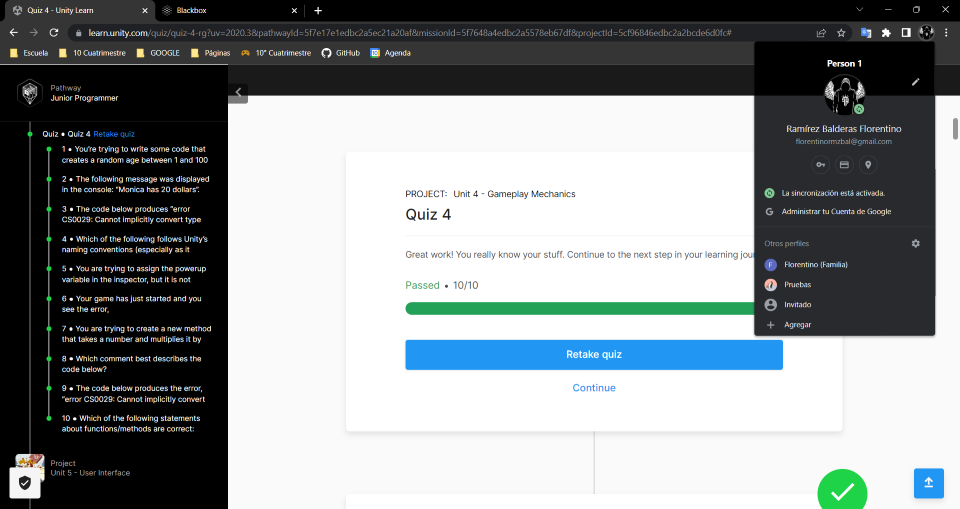 Quiz 4 - Unity Learn
Blackbox
learn.unity.com/quiz/quiz-4-rg?uv=2020.3&pathwayId=5f7e17e1edbc2a5ec21a20af&missionId=5f7648a4edbc2a5578eb67df&projectId=5cf96846edbc2a2bcde6d0fc#
Escuela
10 Cuatrimestre
GOOGLE
Páginas
10° Cuatrimestre
GitHub
Agenda
Pathway
Junior Programmer
Quiz • Quiz 4 Retake quiz
1 • You're trying to write some code that
creates a random age between 1 and 100
2 • The following message was displayed
in the console: "Monica has 20 dollars".
3 • The code below produces "error
CS0029: Cannot implicitly convert type
4 • Which of the following follows Unity's
naming conventions (especially as it
5 • You are trying to assign the powerup
variable in the inspector, but it is not
6 • Your game has just started and you
see the error,
7 • You are trying to create a new method
that takes a number and multiplies it by
8 • Which comment best describes the
code below?
9 • The code below produces the error,
"error CS0029: Cannot implicitly convert
10 • Which of the following statements
about functions/methods are correct:
Project
Unit 5 - User Interface
PROJECT: Unit 4 - Gameplay Mechanics
Quiz 4
Great work! You really know your stuff. Continue to the next step in your learning jou
Passed • 10/10
Retake quiz
Continue
Person 1
Ramírez Balderas Florentino
florentinormzbal@gmail.com
La sincronización está activada.
G Administrar tu Cuenta de Google
Otros perfiles
F Florentino (Familia)
Pruebas
Invitado
Agregar